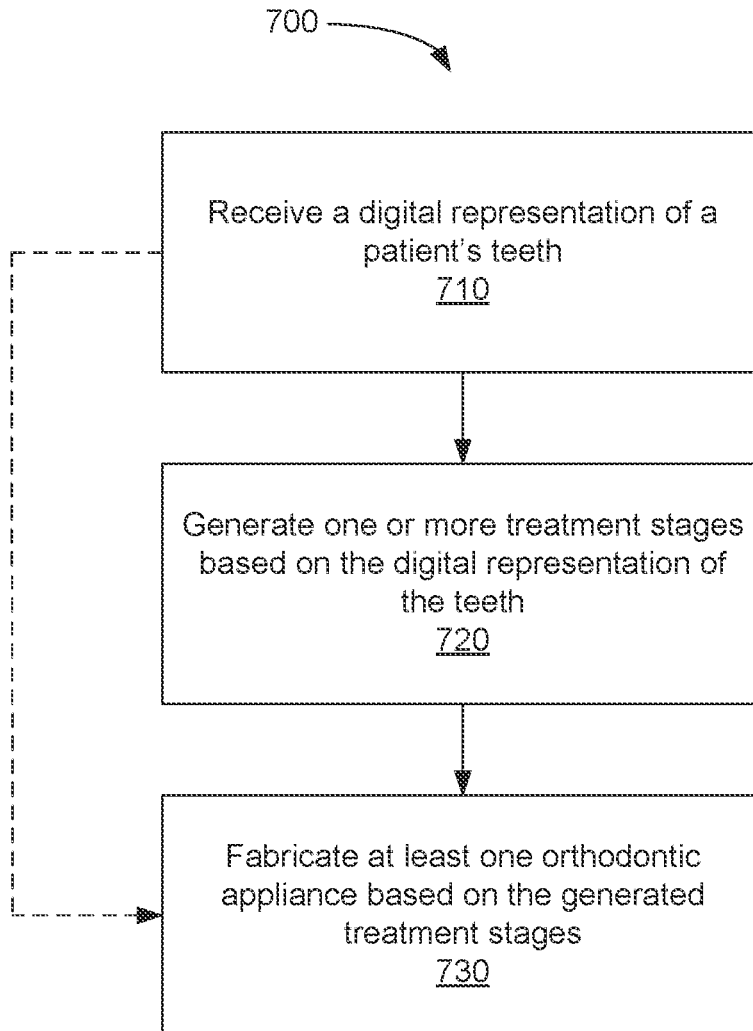 700
Receive a digital representation of a
patient's teeth
710
Generate one or more treatment stages
based on the digital representation of
the teeth
720
Fabricate at least one orthodontic
appliance based on the generated
treatment stages
730